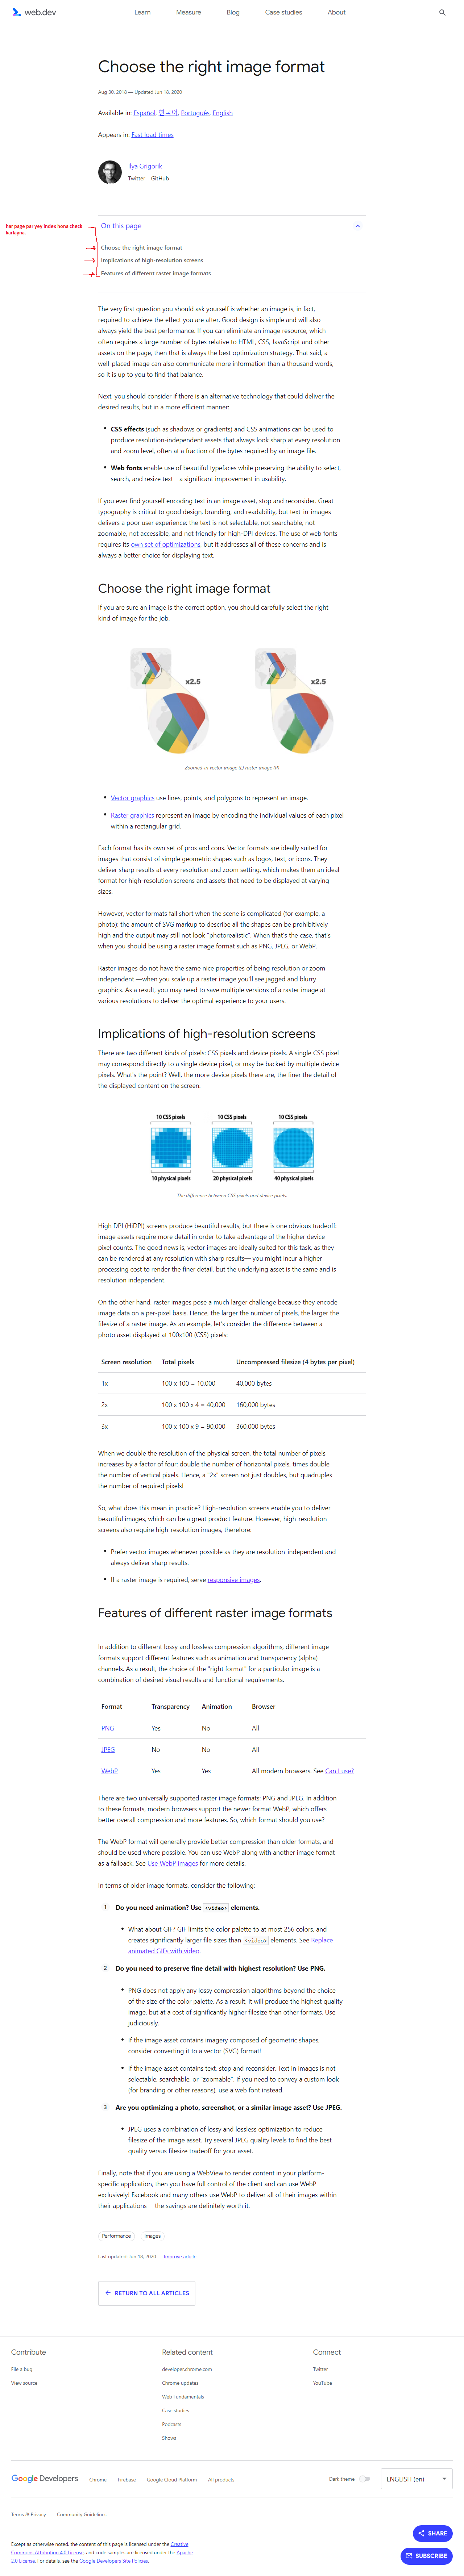 web.dev
Learn
Measure
Blog
Case studies
About
Choose the right image format
Aug 30, 2018 — Updated Jun 18, 2020
Available in: Español, 한국어, Português, English
Appears in: Fast load times
Ilya Grigorik
Twitter GitHub
har page par yny index hona check
karlayna.
On this page
Choose the right image format
Implications of high-resolution screens
Features of different raster image formats
The very first question you should ask yourself is whether an image is, in fact,
required to achieve the effect you are after. Good design is simple and will also
always yield the best performance. If you can eliminate an image resource, which
often requires a large number of bytes relative to HTML, CSS, JavaScript and other
assets on the page, then that is always the best optimization strategy. That said, a
well-placed image can also communicate more information than a thousand words,
so it is up to you to find that balance.
Next, you should consider if there is an alternative technology that could deliver the
desired results, but in a more efficient manner:
• CSS effects (such as shadows or gradients) and CSS animations can be used to
produce resolution-independent assets that always look sharp at every resolution
and zoom level, often at a fraction of the bytes required by an image file.
• Web fonts enable use of beautiful typefaces while preserving the ability to select,
search, and resize text—a significant improvement in usability.
If you ever find yourself encoding text in an image asset, stop and reconsider. Great
typography is critical to good design, branding, and readability, but text-in-images
delivers a poor user experience: the text is not selectable, not searchable, not
zoomable, not accessible, and not friendly for high-DPI devices. The use of web fonts
requires its own set of optimizations, but it addresses all of these concerns and is
always a better choice for displaying text.
Choose the right image format
If you are sure an image is the correct option, you should carefully select the right
kind of image for the job.
x2.5
x2.5
Zoomed-in vector image (L) raster image (R)
• Vector graphics use lines, points, and polygons to represent an image.
• Raster graphics represent an image by encoding the individual values of each pixel
within a rectangular grid.
Each format has its own set of pros and cons. Vector formats are ideally suited for
images that consist of simple geometric shapes such as logos, text, or icons. They
deliver sharp results at every resolution and zoom setting, which makes them an ideal
format for high-resolution screens and assets that need to be displayed at varying
sizes.
However, vector formats fall short when the scene is complicated (for example, a
photo): the amount of SVG markup to describe all the shapes can be prohibitively
high and the output may still not look "photorealistic". When that's the case, that's
when you should be using a raster image format such as PNG, JPEG, or WebP.
Raster images do not have the same nice properties of being resolution or zoom
independent —when you scale up a raster image you'll see jagged and blurry
graphics. As a result, you may need to save multiple versions of a raster image at
various resolutions to deliver the optimal experience to your users.
Implications of high-resolution screens
There are two different kinds of pixels: CSS pixels and device pixels. A single CSS pixel
may correspond directly to a single device pixel, or may be backed by multiple device
pixels. What's the point? Well, the more device pixels there are, the finer the detail of
the displayed content on the screen.
10 CSS pixels 10 CSS pixels 10 CSS pixels
10 physical pixels 20 physical pixels 40 physical pixels
The difference between CSS pixels and device pixels.
High DPI (HiDPI) screens produce beautiful results, but there is one obvious tradeoff:
image assets require more detail in order to take advantage of the higher device
pixel counts. The good news is, vector images are ideally suited for this task, as they
can be rendered at any resolution with sharp results— you might incur a higher
processing cost to render the finer detail, but the underlying asset is the same and is
resolution independent.
On the other hand, raster images pose a much larger challenge because they encode
image data on a per-pixel basis. Hence, the larger the number of pixels, the larger the
filesize of a raster image. As an example, let's consider the difference between a
photo asset displayed at 100x100 (CSS) pixels:
Screen resolution Total pixels Uncompressed filesize (4 bytes per pixel)
1x 100 x 100 = 10,000 40,000 bytes
2x 100 x 100 x 4 = 40,000 160,000 bytes
3x 100 x 100 x 9 = 90,000 360,000 bytes
When we double the resolution of the physical screen, the total number of pixels
increases by a factor of four: double the number of horizontal pixels, times double
the number of vertical pixels. Hence, a "2x" screen not just doubles, but quadruples
the number of required pixels!
So, what does this mean in practice? High-resolution screens enable you to deliver
beautiful images, which can be a great product feature. However, high-resolution
screens also require high-resolution images, therefore:
• Prefer vector images whenever possible as they are resolution-independent and
always deliver sharp results.
• If a raster image is required, serve responsive images.
Features of different raster image formats
In addition to different lossy and lossless compression algorithms, different image
formats support different features such as animation and transparency (alpha)
channels. As a result, the choice of the "right format" for a particular image is a
combination of desired visual results and functional requirements.
Format Transparency Animation Browser
PNG Yes No All
JPEG No No All
WebP Yes Yes All modern browsers. See Can I use?
There are two universally supported raster image formats: PNG and JPEG. In addition
to these formats, modern browsers support the newer format WebP, which offers
better overall compression and more features. So, which format should you use?
The WebP format will generally provide better compression than older formats, and
should be used where possible. You can use WebP along with another image format
as a fallback. See Use WebP images for more details.
In terms of older image formats, consider the following:
1 Do you need animation? Use <video> elements.
• What about GIF? GIF limits the color palette to at most 256 colors, and
creates significantly larger file sizes than <video> elements. See Replace
animated GIFs with video.
2 Do you need to preserve fine detail with highest resolution? Use PNG.
• PNG does not apply any lossy compression algorithms beyond the choice
of the size of the color palette. As a result, it will produce the highest quality
image, but at a cost of significantly higher filesize than other formats. Use
judiciously.
• If the image asset contains imagery composed of geometric shapes,
consider converting it to a vector (SVG) format!
• If the image asset contains text, stop and reconsider. Text in images is not
selectable, searchable, or "zoomable". If you need to convey a custom look
(for branding or other reasons), use a web font instead.
3 Are you optimizing a photo, screenshot, or a similar image asset? Use JPEG.
• JPEG uses a combination of lossy and lossless optimization to reduce
filesize of the image asset. Try several JPEG quality levels to find the best
quality versus filesize tradeoff for your asset.
Finally, note that if you are using a WebView to render content in your platform-
specific application, then you have full control of the client and can use WebP
exclusively! Facebook and many others use WebP to deliver all of their images within
their applications— the savings are definitely worth it.
Performance Images
Last updated: Jun 18, 2020 — Improve article
RETURN TO ALL ARTICLES
Contribute
File a bug
View source
Related content
developer.chrome.com
Chrome updates
Web Fundamentals
Case studies
Podcasts
Shows
Connect
Twitter
YouTube
Google Developers
Chrome
Firebase
Google Cloud Platform
All products
Dark theme
ENGLISH (en)
Terms & Privacy
Community Guidelines
SHARE
Except as otherwise noted, the content of this page is licensed under the Creative
Commons Attribution 4.0 License, and code samples are licensed under the Apache
2.0 License. For details, see the Google Developers Site Policies.
SUBSCRIBE